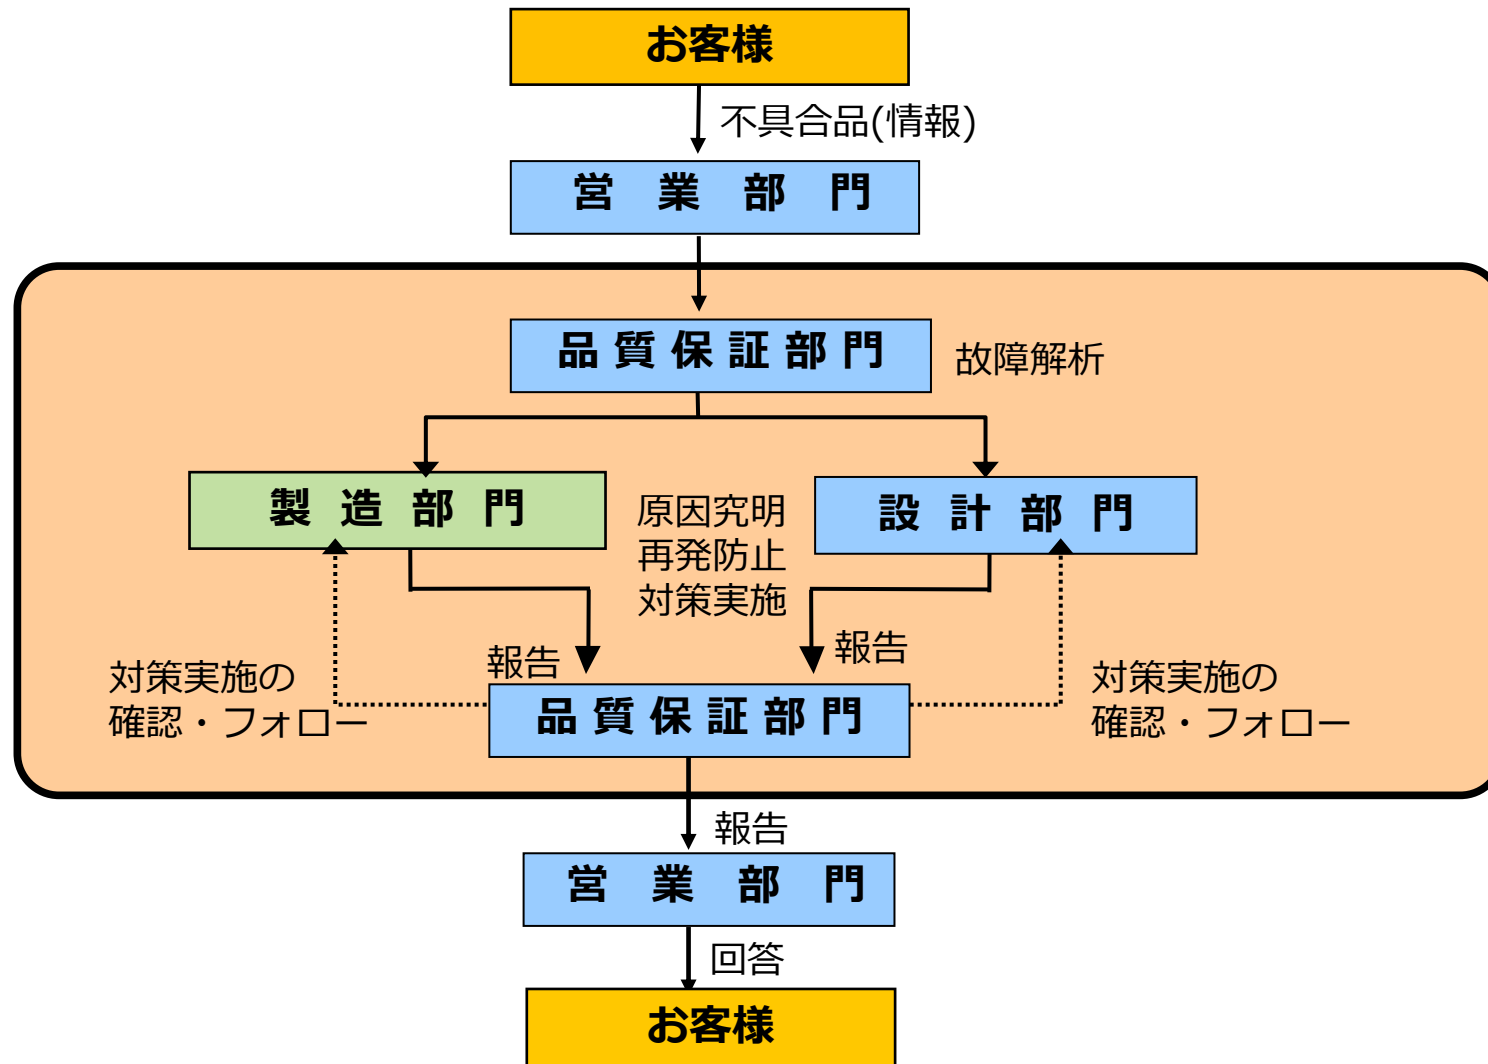 お客様
不具合品(情報)
営業部門
品質保証部門
故障解析
製造部門
原因究明
再発防止
対策実施
設計部門
報告
報告
対策実施の
確認・フォロー
品質保証部門
対策実施の
確認・フォロー
報告
営業部門
回答
お客様